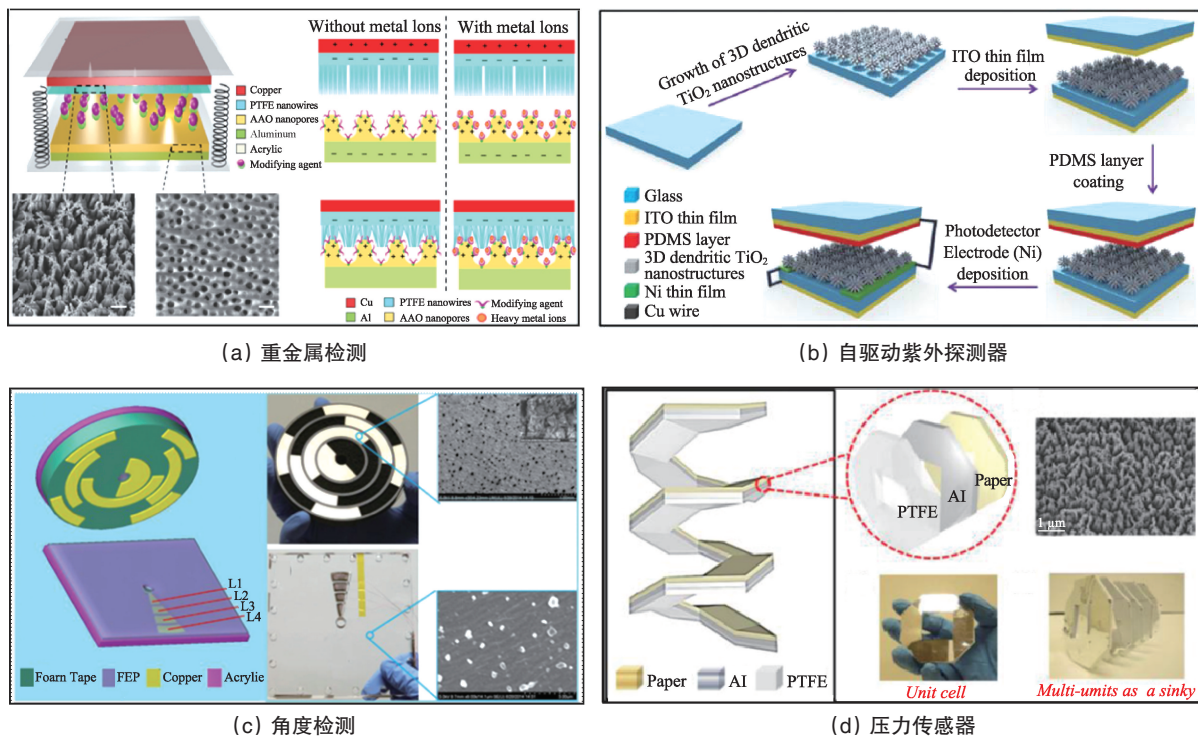 Without metal ions
With metal ions
Copper
PTFE nanowires
AAO nanopores
Aluminum
Acrylic
Modifying agent
Cu
PTFE nanowires
Modifying agent
AI
AAO nanopores
Heavy metal ions
(a) 重金属检测
Growth of 3D dendritic
TiO2 nanostructures
ITO thin film
deposition
PDMS lanyer
coating
Photodetector
Electrode (Ni)
deposition
Glass
ITO thin film
PDMS layer
3D dendritic TiO2
nanostructures
Ni thin film
Cu wire
(b) 自驱动紫外探测器
L1
L2
L3
L4
Foarn Tape
FEP
Copper
Acrylie
(c) 角度检测
PTFE
AI
Paper
1 μm
Paper
AI
PTFE
Unit cell
Multi-umits as a sinky
(d) 压力传感器